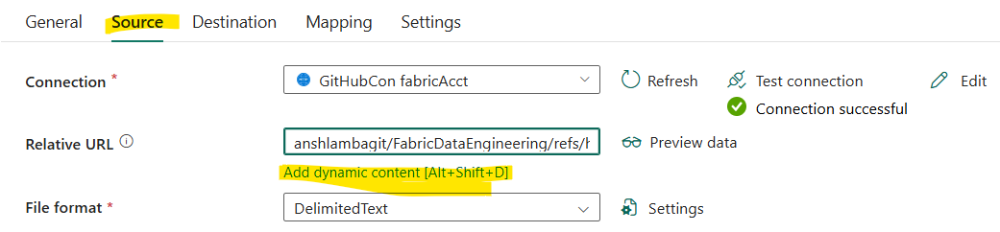 General Source Destination Mapping Settings
Connection * GitHubCon fabricAcct Refresh Test connection Edit
Connection successful
Relative URL anshlambagit/FabricDataEngineering/refs/h Preview data
Add dynamic content [Alt+Shift+D]
File format * DelimitedText Settings